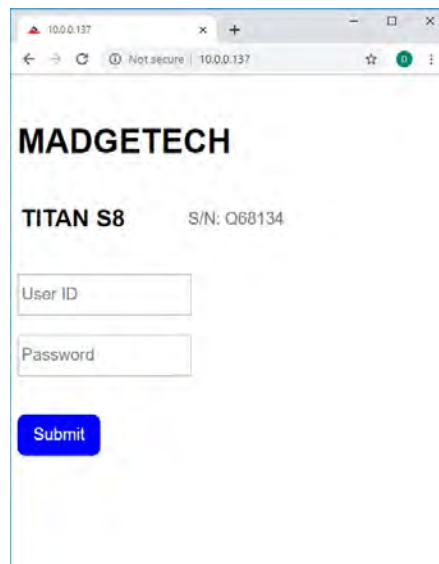 10.0.0.137
Not secure | 10.0.0.137
D
MADGETECH
TITAN S8 S/N: Q68134
User ID
Password
Submit